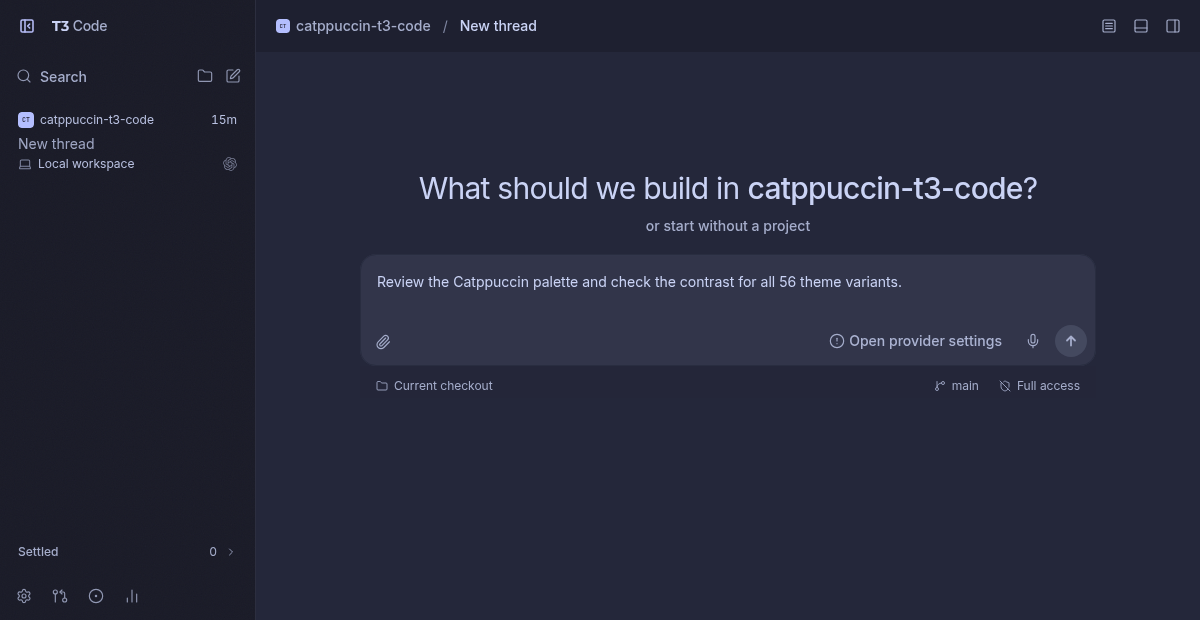 T3 Code
Search
CT catppuccin-t3-code 15m
New thread
Local workspace
Settled 0
CT catppuccin-t3-code / New thread
What should we build in catppuccin-t3-code?
or start without a project
Review the Catppuccin palette and check the contrast for all 56 theme variants.
Open provider settings
Current checkout main Full access